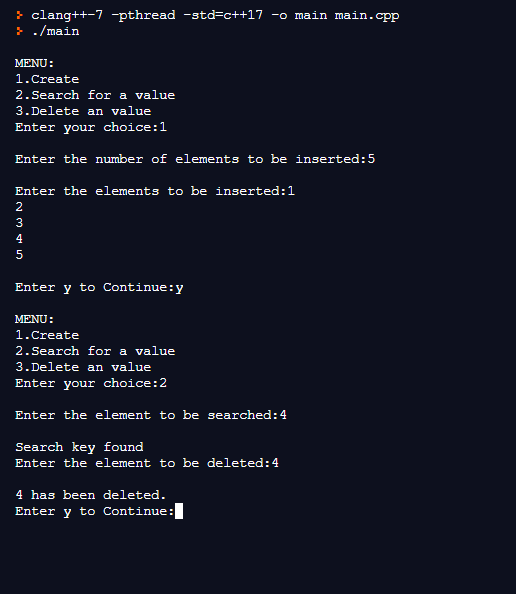 > clang++-7 -pthread -std=c++17 -o main main.cpp
> ./main
MENU:
1.Create
2.Search for a value
3.Delete an value
Enter your choice:1
Enter the number of elements to be inserted:5
Enter the elements to be inserted:1
2
3
4
5
Enter y to Continue:y
MENU:
1.Create
2.Search for a value
3.Delete an value
Enter your choice:2
Enter the element to be searched:4
Search key found
Enter the element to be deleted:4
4 has been deleted.
Enter y to Continue: